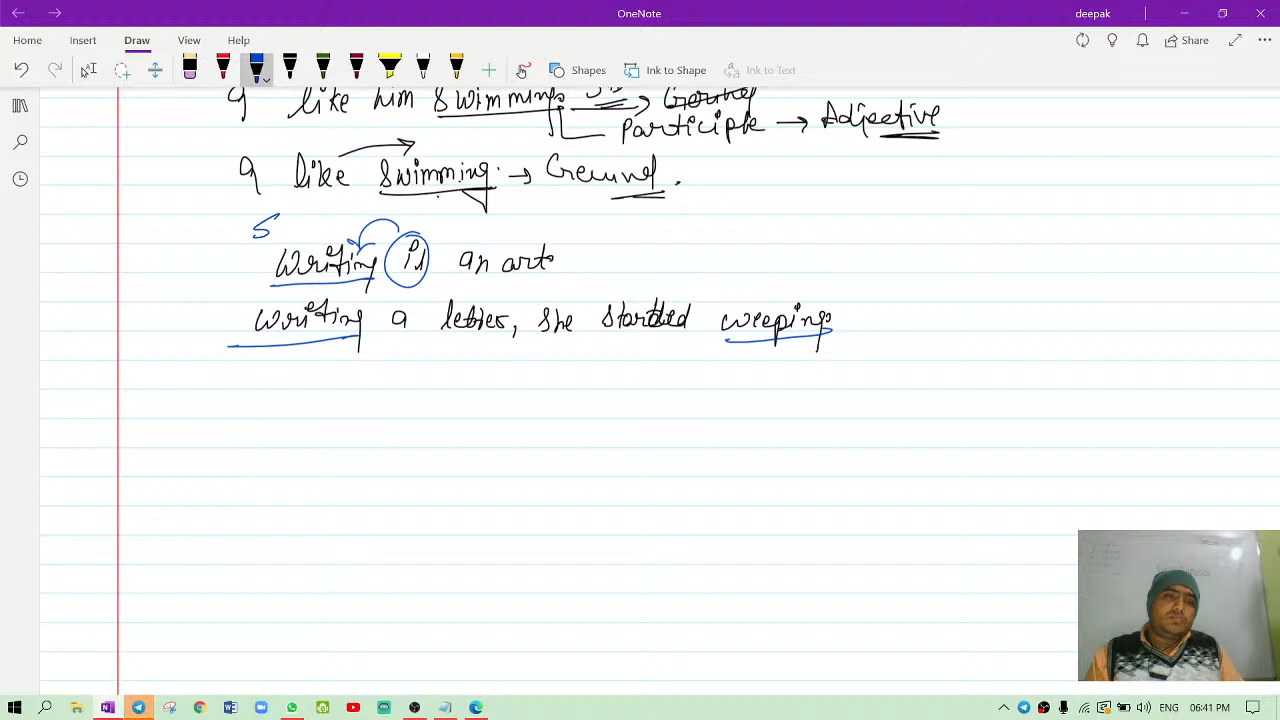 OneNote
deepak
Home Insert Draw View Help
Share
Shapes
Ink to Shape
Ink to Text
I like him swimming → Gerund
Participle → Adjective
I like swimming → Gerund.
S
Writing is an art
Writing a letter, she started weeping
ENG 06:41 PM